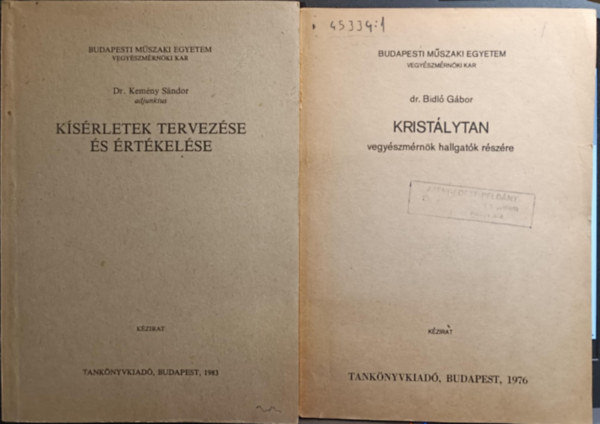 BUDAPESTI MŰSZAKI EGYETEM
VEGYÉSZMÉRNÖKI KAR
Dr. Kemény Sándor
adjunktus
KÍSÉRLETEK TERVEZÉSE
ÉS ÉRTÉKELÉSE
KÉZIRAT
TANKÖNYVKIADÓ, BUDAPEST, 1983
45334:1
BUDAPESTI MŰSZAKI EGYETEM
VEGYÉSZMÉRNÖKI KAR
dr. Bidló Gábor
KRISTÁLYTAN
vegyészmérnök hallgatók részére
KÉZIRAT
TANKÖNYVKIADÓ, BUDAPEST, 1976